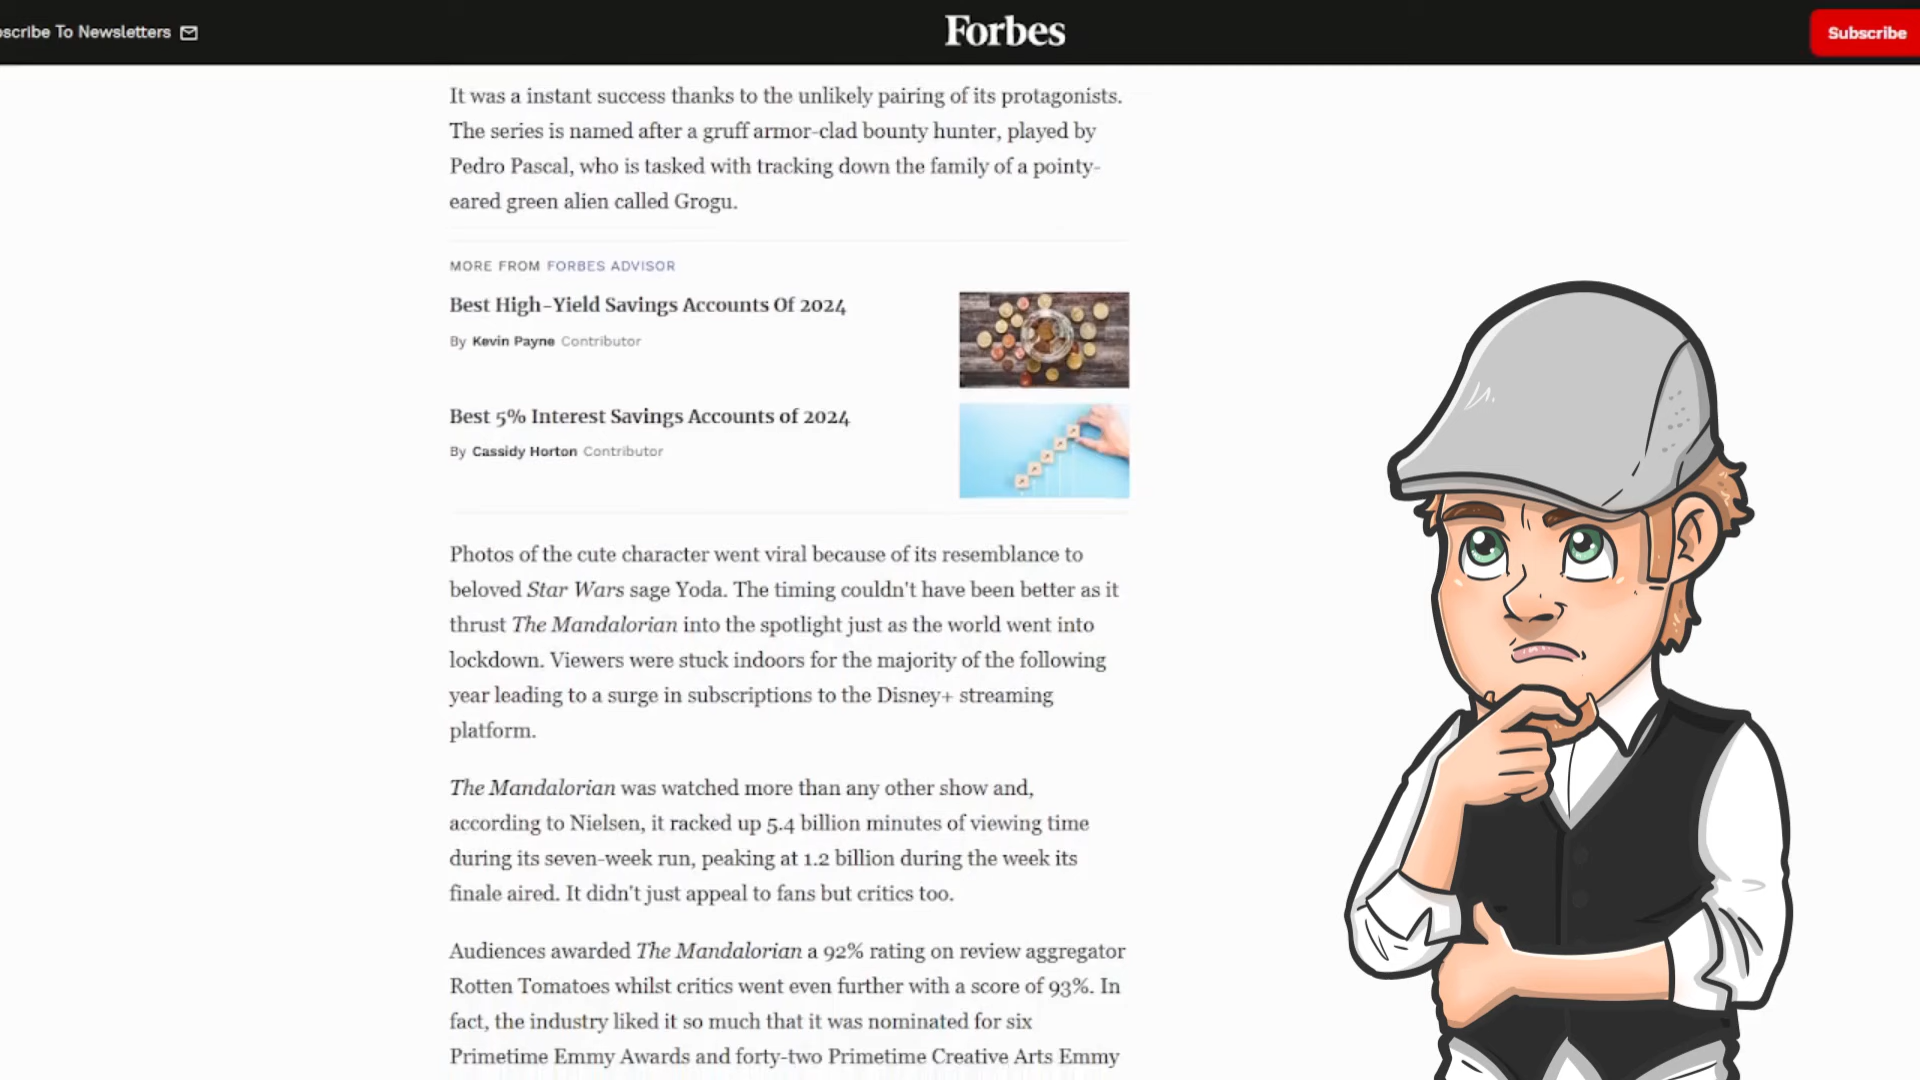 scribe To Newsletters
Forbes
Subscribe
It was a instant success thanks to the unlikely pairing of its protagonists.
The series is named after a gruff armor-clad bounty hunter, played by
Pedro Pascal, who is tasked with tracking down the family of a pointy-
eared green alien called Grogu.
MORE FROM FORBES ADVISOR
Best High-Yield Savings Accounts Of 2024
By Kevin Payne Contributor
Best 5% Interest Savings Accounts of 2024
By Cassidy Horton Contributor
Photos of the cute character went viral because of its resemblance to
beloved Star Wars sage Yoda. The timing couldn't have been better as it
thrust The Mandalorian into the spotlight just as the world went into
lockdown. Viewers were stuck indoors for the majority of the following
year leading to a surge in subscriptions to the Disney+ streaming
platform.
The Mandalorian was watched more than any other show and,
according to Nielsen, it racked up 5.4 billion minutes of viewing time
during its seven-week run, peaking at 1.2 billion during the week its
finale aired. It didn't just appeal to fans but critics too.
Audiences awarded The Mandalorian a 92% rating on review aggregator
Rotten Tomatoes whilst critics went even further with a score of 93%. In
fact, the industry liked it so much that it was nominated for six
Primetime Emmy Awards and forty-two Primetime Creative Arts Emmy